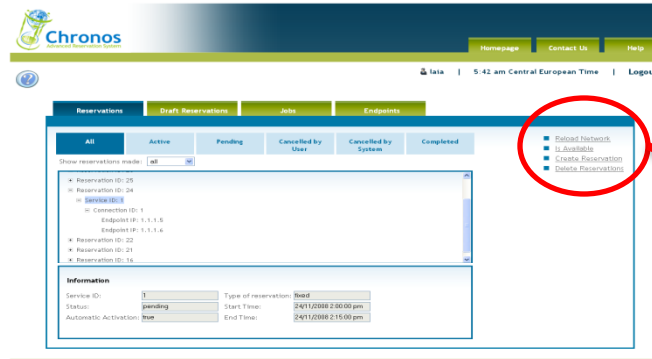 Chronos
Advanced Reservation System
Homepage Contact Us Help
laia | 5:42 am Central European Time | Logou
Reservations Draft Reservations Jobs Endpoints
All Active Pending Cancelled by User Cancelled by System Completed
Reload Network
Is Available
Create Reservation
Delete Reservations
Show reservations made: all
Reservation ID: 25
Reservation ID: 24
Service ID: 1
Connection ID: 1
Endpoint IP: 1.1.1.5
Endpoint IP: 1.1.1.6
Reservation ID: 22
Reservation ID: 21
Reservation ID: 16
Information
Service ID: 1 Type of reservation: fixed
Status: pending Start Time: 24/11/2008 2:00:00 pm
Automatic Activation: true End Time: 24/11/2008 2:15:00 pm